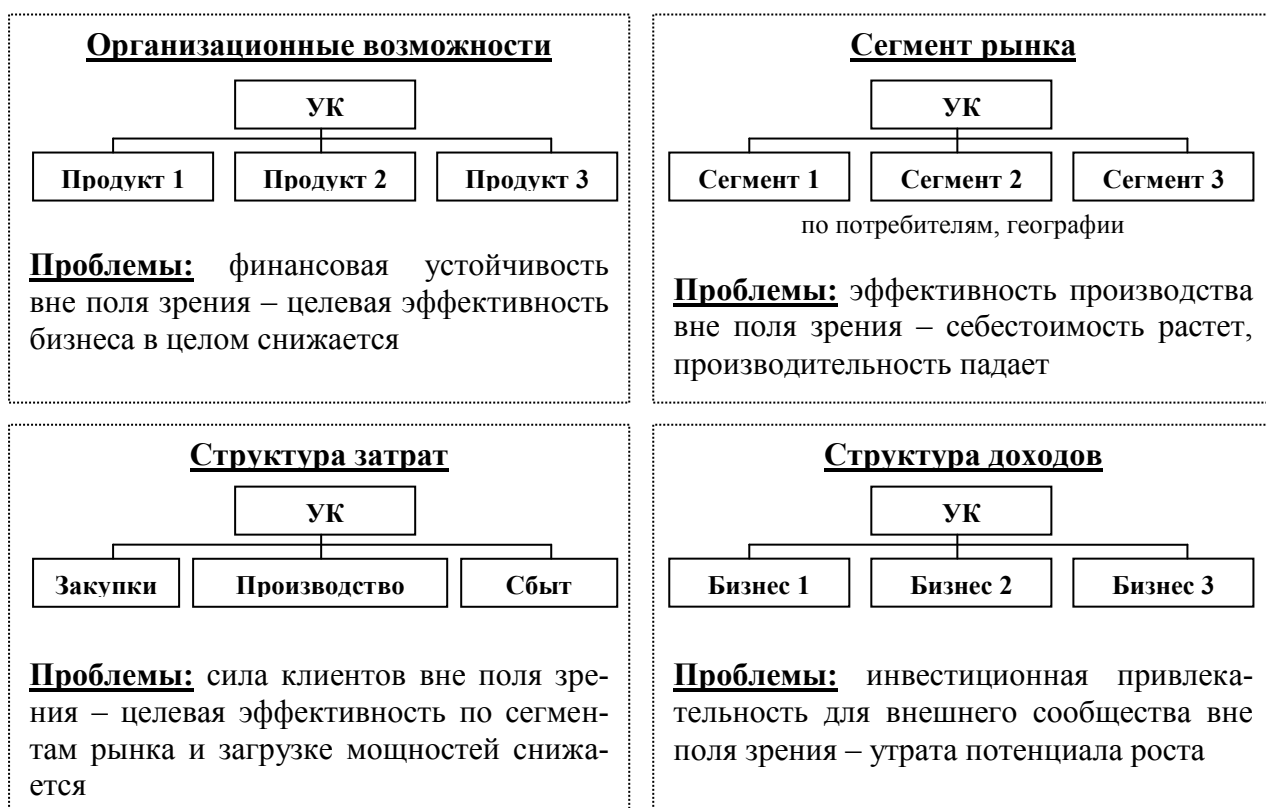 Организационные возможности
УК
Продукт 1 Продукт 2 Продукт 3
Проблемы: финансовая устойчивость
вне поля зрения – целевая эффективность
бизнеса в целом снижается
Сегмент рынка
УК
Сегмент 1 Сегмент 2 Сегмент 3
по потребителям, географии
Проблемы: эффективность производства
вне поля зрения – себестоимость растет,
производительность падает
Структура затрат
УК
Закупки Производство Сбыт
Проблемы: сила клиентов вне поля зре-
ния – целевая эффективность по сегмен-
там рынка и загрузке мощностей снижа-
ется
Структура доходов
УК
Бизнес 1 Бизнес 2 Бизнес 3
Проблемы: инвестиционная привлека-
тельность для внешнего сообщества вне
поля зрения – утрата потенциала роста